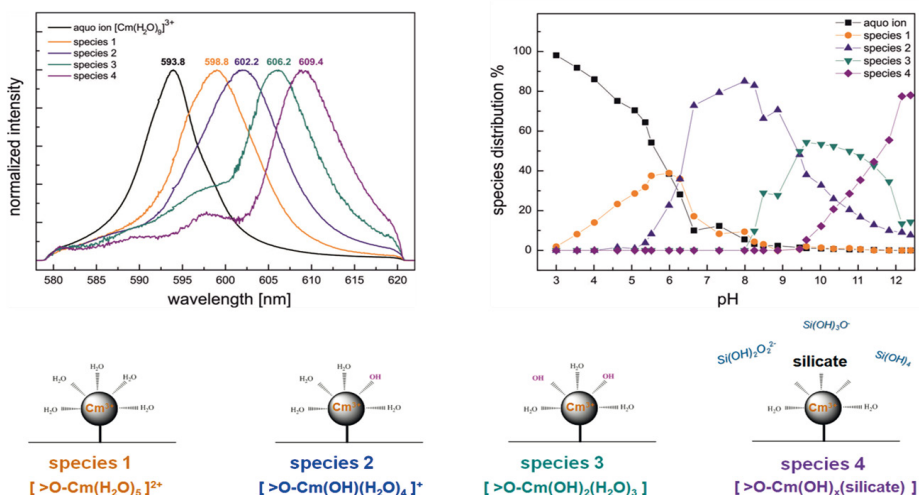 aquo ion [Cm(H₂O)₉]³⁺
species 1
species 2
species 3
species 4
593.8 598.8 602.2 606.2 609.4
normalized intensity
580 585 590 595 600 605 610 615 620
wavelength [nm]
aquo ion
species 1
species 2
species 3
species 4
100
80
60
40
20
0
species distribution %
3 4 5 6 7 8 9 10 11 12
pH
H₂O
H₂O H₂O
H₂O H₂O
H₂O
H₂O OH
H₂O H₂O
H₂O
OH OH
H₂O H₂O
Si(OH)₃O⁻
Si(OH)₂O₂²⁻ Si(OH)₄
silicate
H₂O H₂O
species 1
[ >O-Cm(H₂O)₅ ]²⁺
species 2
[ >O-Cm(OH)(H₂O)₄ ]⁺
species 3
[ >O-Cm(OH)₂(H₂O)₃ ]
species 4
[ >O-Cm(OH)ₓ(silicate) ]